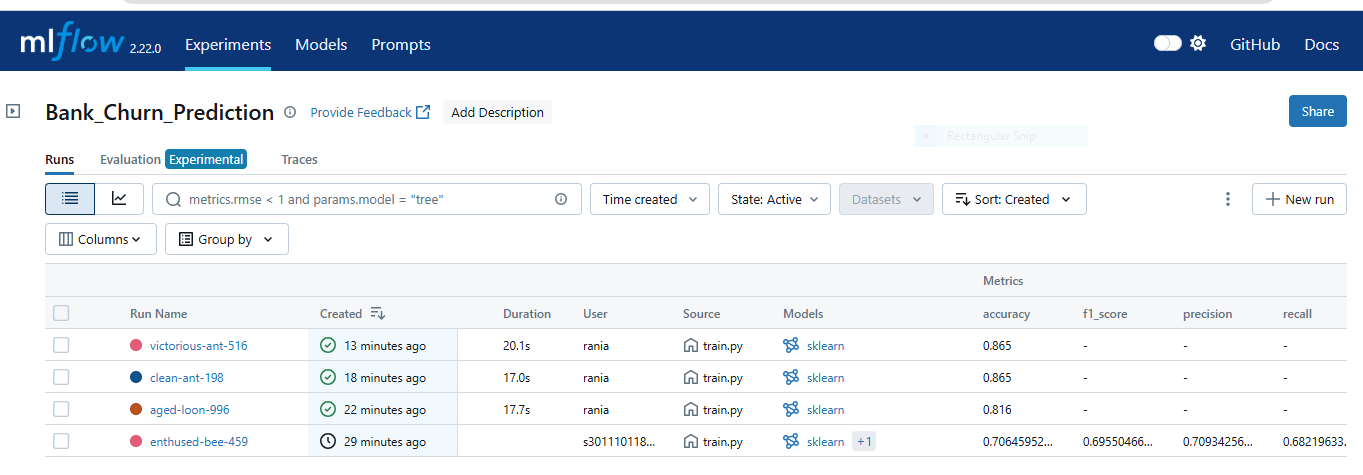 mlflow 2.22.0 Experiments Models Prompts GitHub Docs
Bank_Churn_Prediction Provide Feedback Add Description Share
Rectangular Snip
Runs Evaluation Experimental Traces
metrics.rmse < 1 and params.model = "tree" Time created State: Active Datasets Sort: Created New run
Columns Group by
Metrics
Run Name Created Duration User Source Models accuracy f1_score precision recall
victorious-ant-516 13 minutes ago 20.1s rania train.py sklearn 0.865 - - -
clean-ant-198 18 minutes ago 17.0s rania train.py sklearn 0.865 - - -
aged-loon-996 22 minutes ago 17.7s rania train.py sklearn 0.816 - - -
enthused-bee-459 29 minutes ago s301110118... train.py sklearn +1 0.70645952... 0.69550466... 0.70934256... 0.68219633...